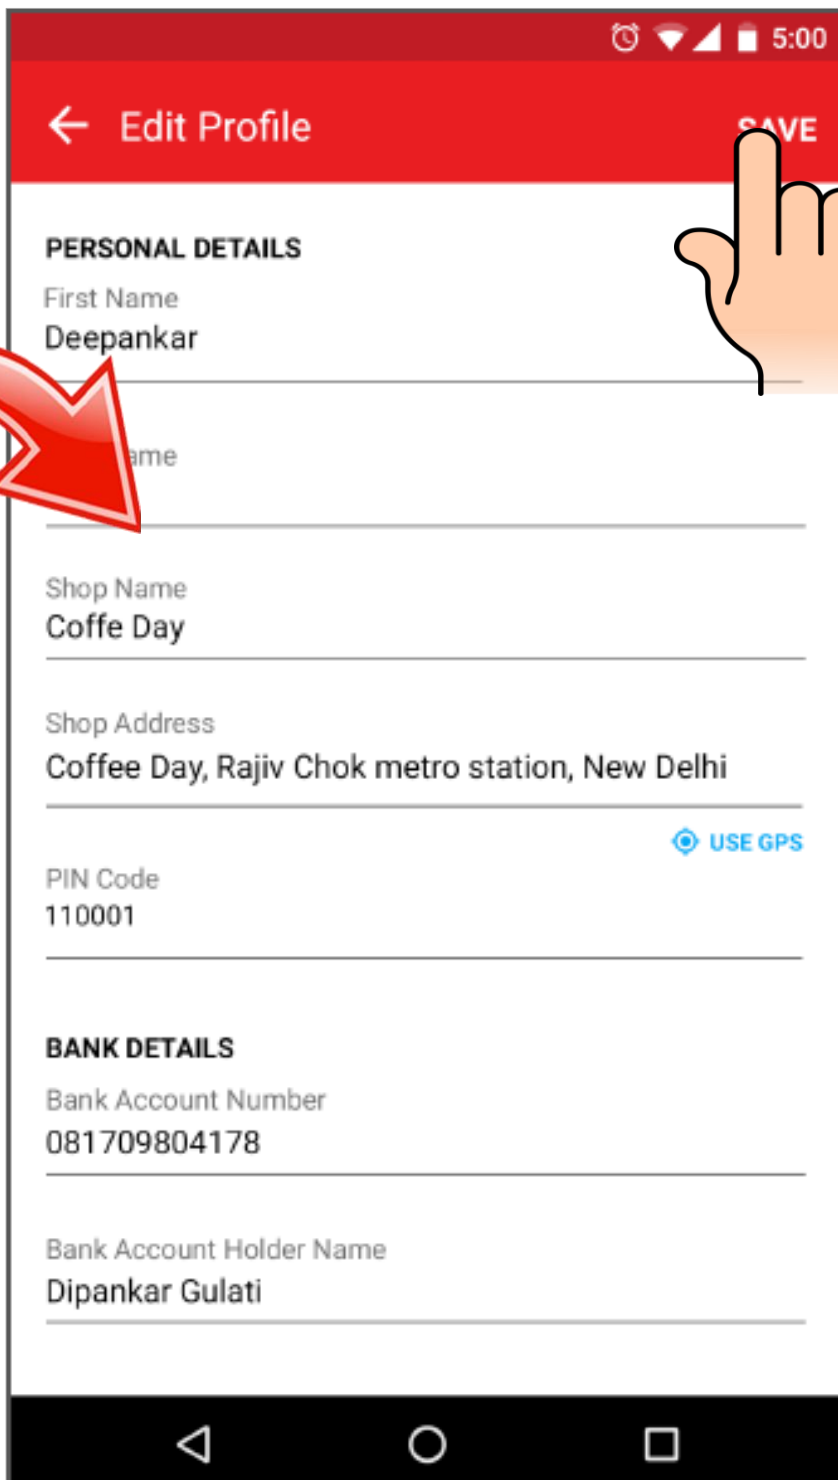 5:00
Edit Profile
SAVE
PERSONAL DETAILS
First Name
Deepankar
Shop Name
Coffe Day
Shop Address
Coffee Day, Rajiv Chok metro station, New Delhi
USE GPS
PIN Code
110001
BANK DETAILS
Bank Account Number
081709804178
Bank Account Holder Name
Dipankar Gulati